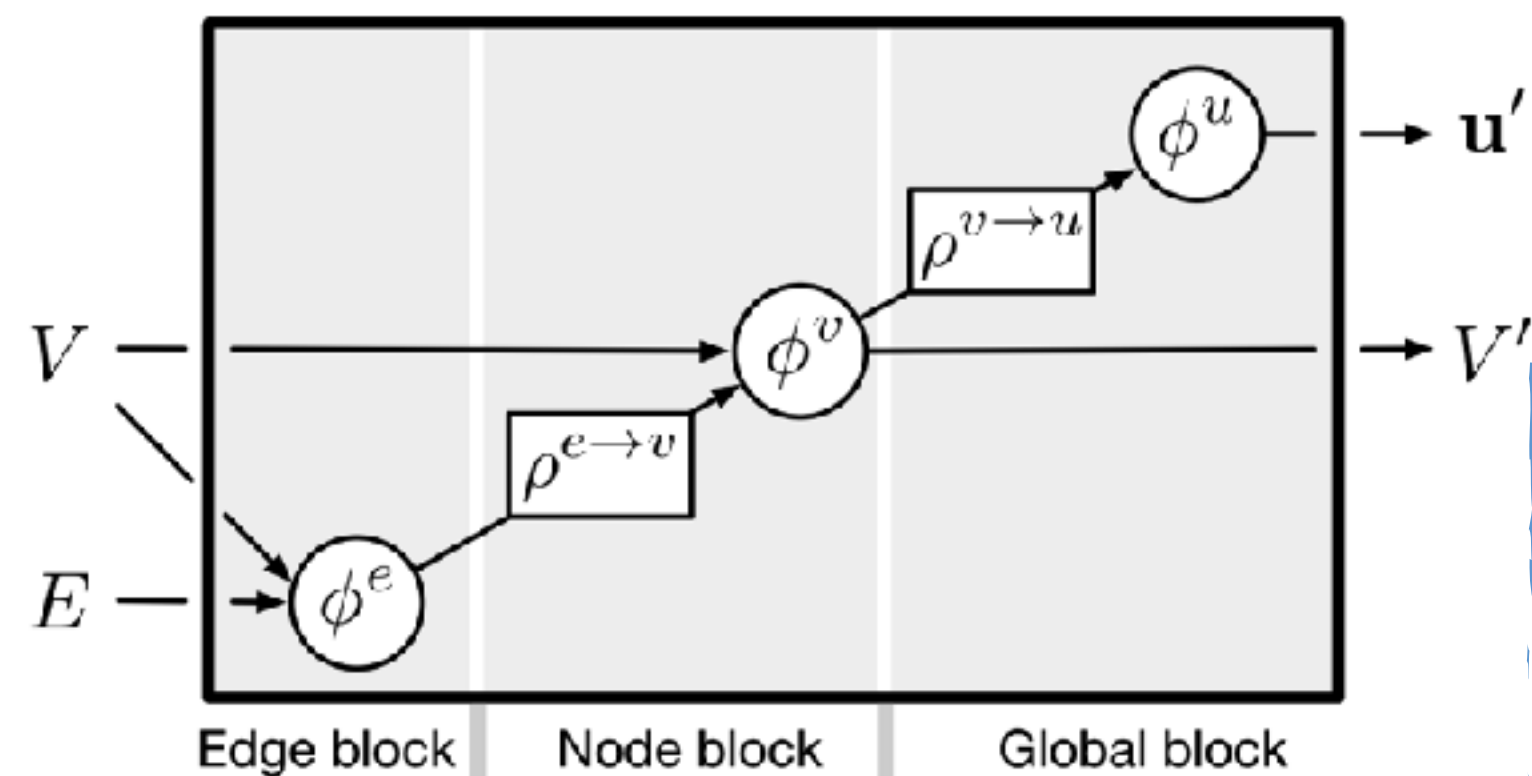 ϕ^u
u′
ρ^{v→u}
V
ϕ^v
V′
ρ^{e→v}
E
ϕ^e
Edge block
Node block
Global block